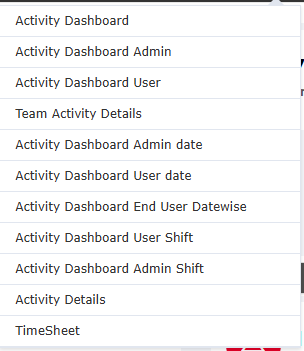 Activity Dashboard
Activity Dashboard Admin
Activity Dashboard User
Team Activity Details
Activity Dashboard Admin date
Activity Dashboard User date
Activity Dashboard End User Datewise
Activity Dashboard User Shift
Activity Dashboard Admin Shift
Activity Details
TimeSheet